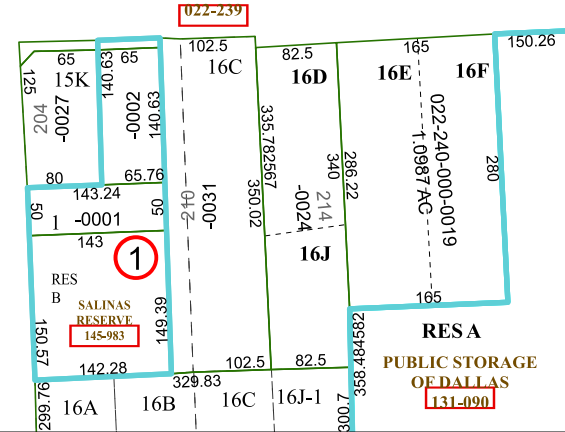 022-239
150.26
102.5
82.5
165
65
65
16C
16D
16E
16F
125
15K
140.63
140.63
204
-0027
-0002
335.782567
340
286.22
022-240-000-0019
1.0987 AC
280
80
65.76
143.24
50
1
-0001
50
210
-0031
350.02
-0024
214
143
1
16J
RES
B
SALINAS
RESERVE
145-983
150.57
149.39
165
RES A
358.484582
PUBLIC STORAGE
OF DALLAS
131-090
142.28
102.5
82.5
329.83
299.79
16A
16B
16C
16J-1
300.7